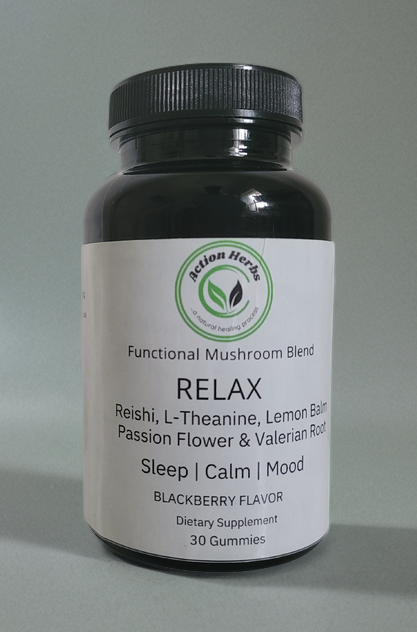 Action Herbs
...a natural healing process
Functional Mushroom Blend
RELAX
Reishi, L-Theanine, Lemon Balm
Passion Flower & Valerian Root
Sleep | Calm | Mood
BLACKBERRY FLAVOR
Dietary Supplement
30 Gummies